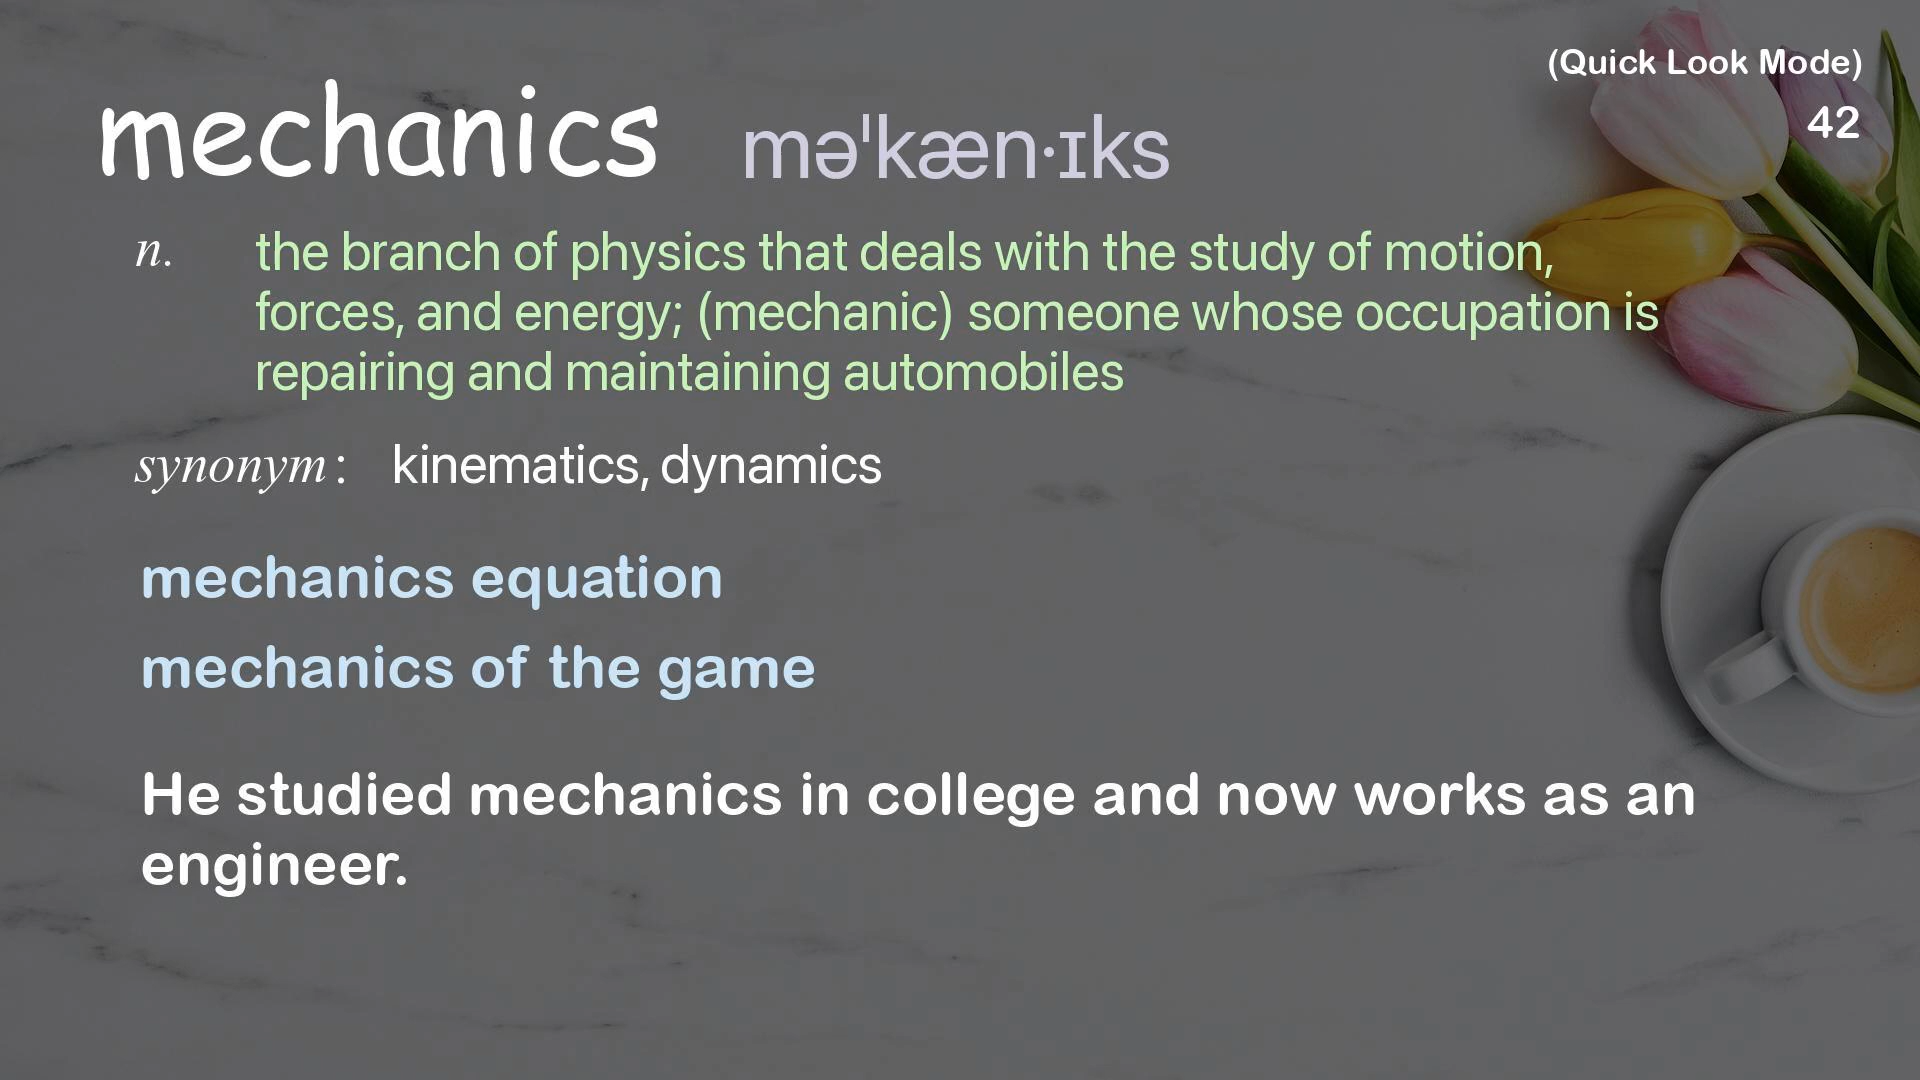 (Quick Look Mode)
42
mechanics məˈkæn·ɪks
n. the branch of physics that deals with the study of motion,
forces, and energy; (mechanic) someone whose occupation is
repairing and maintaining automobiles
synonym: kinematics, dynamics
mechanics equation
mechanics of the game
He studied mechanics in college and now works as an
engineer.